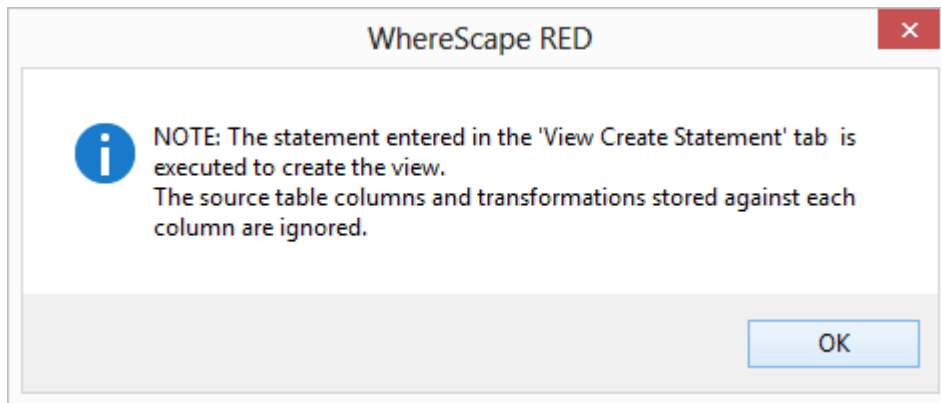 WhereScape RED
NOTE: The statement entered in the 'View Create Statement' tab  is
executed to create the view.
The source table columns and transformations stored against each
column are ignored.
OK